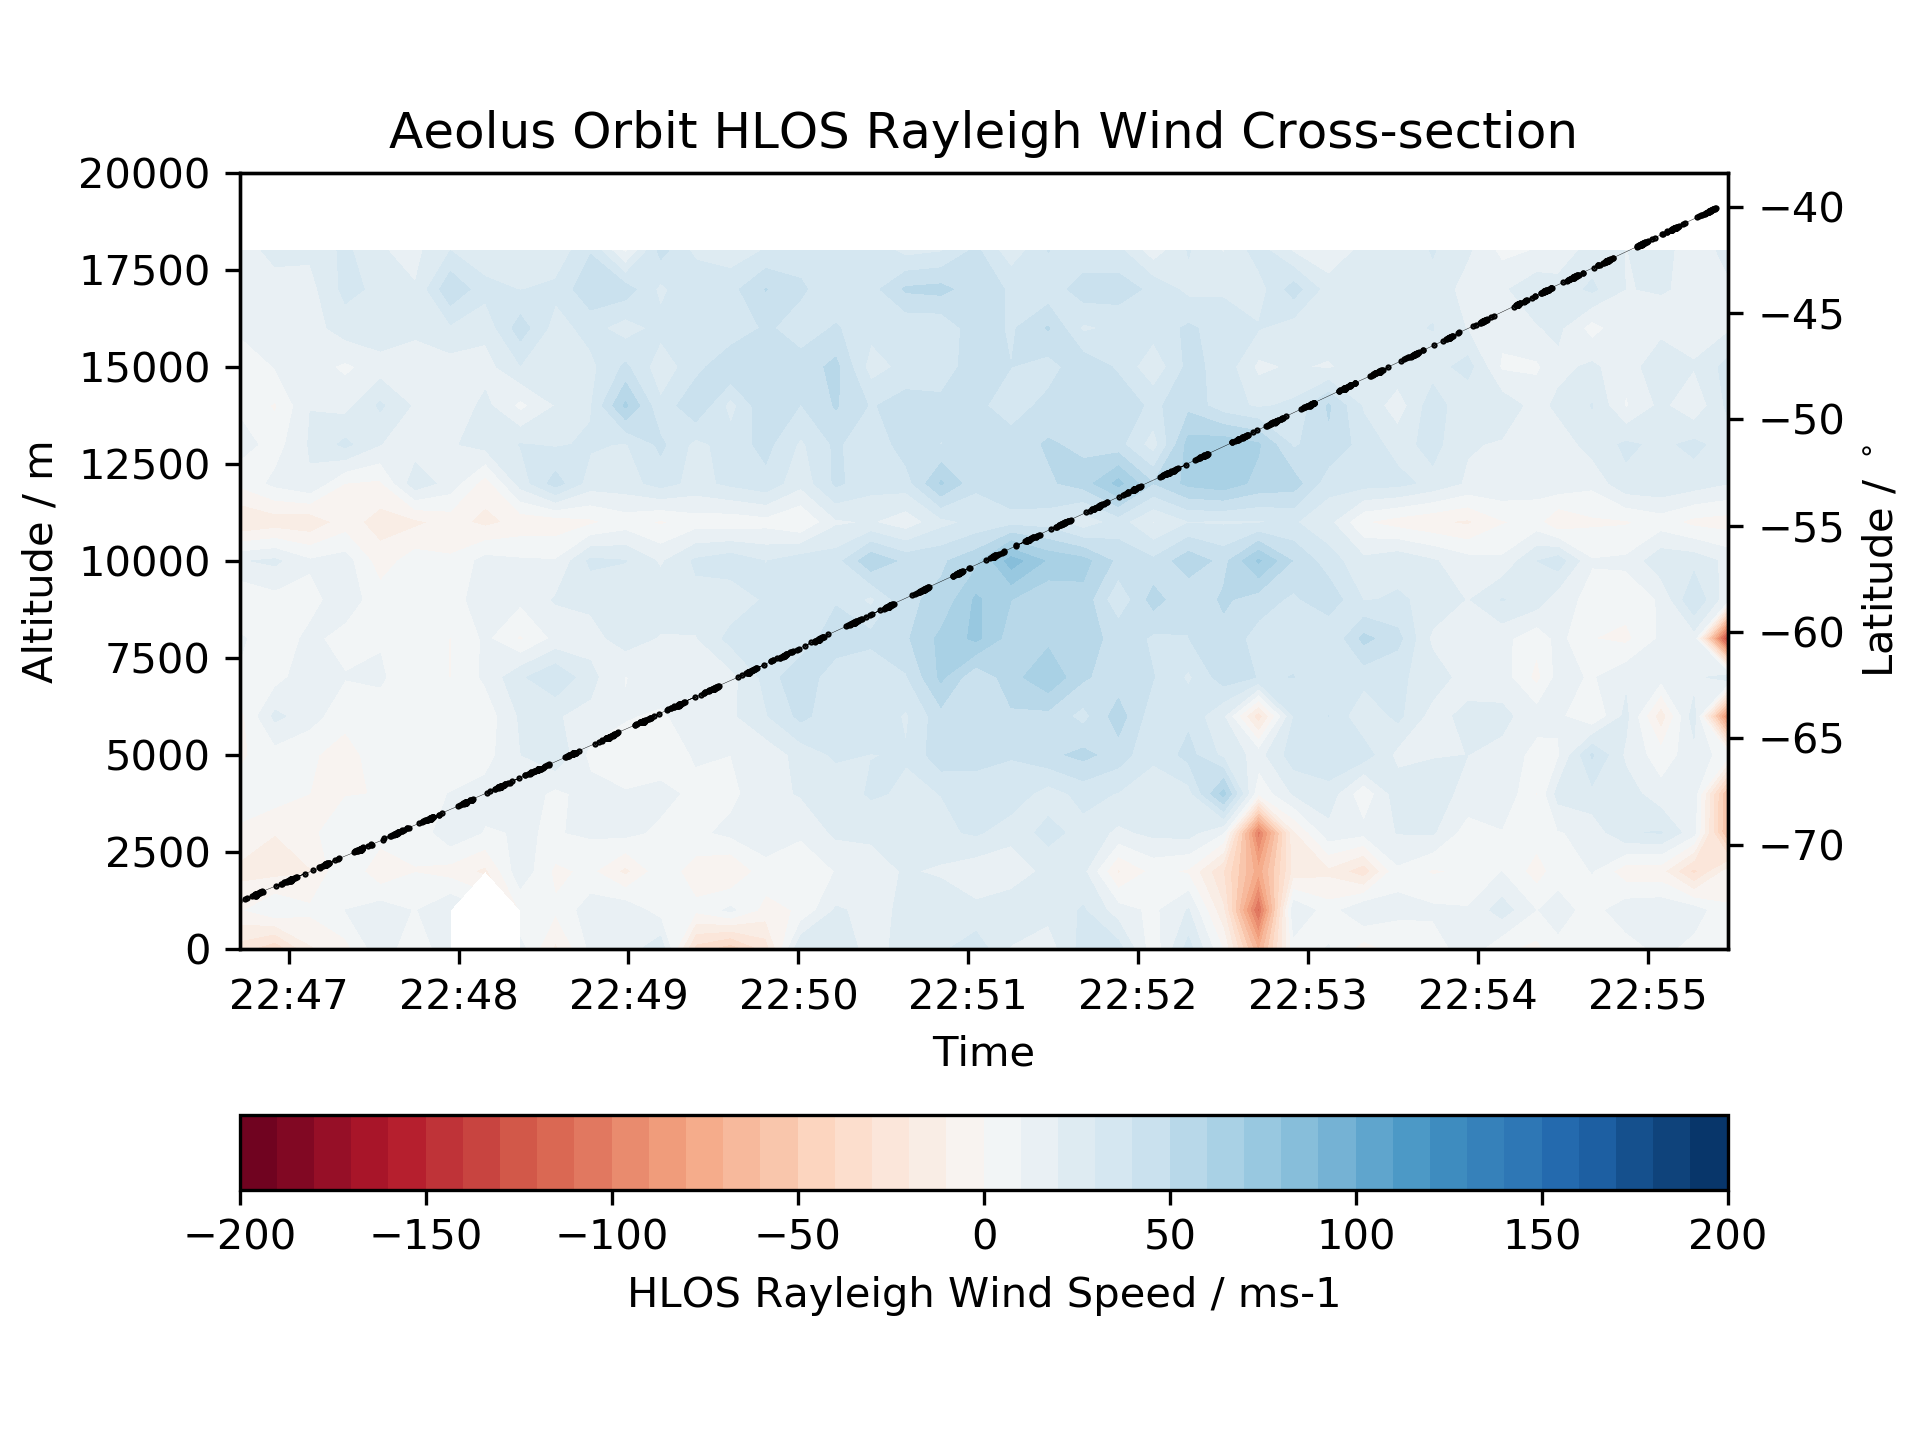 Aeolus Orbit HLOS Rayleigh Wind Cross-section
20000
17500
15000
12500
10000
7500
5000
2500
0
Altitude / m
−40
−45
−50
−55
−60
−65
−70
Latitude / °
22:47 22:48 22:49 22:50 22:51 22:52 22:53 22:54 22:55
Time
−200 −150 −100 −50 0 50 100 150 200
HLOS Rayleigh Wind Speed / ms-1